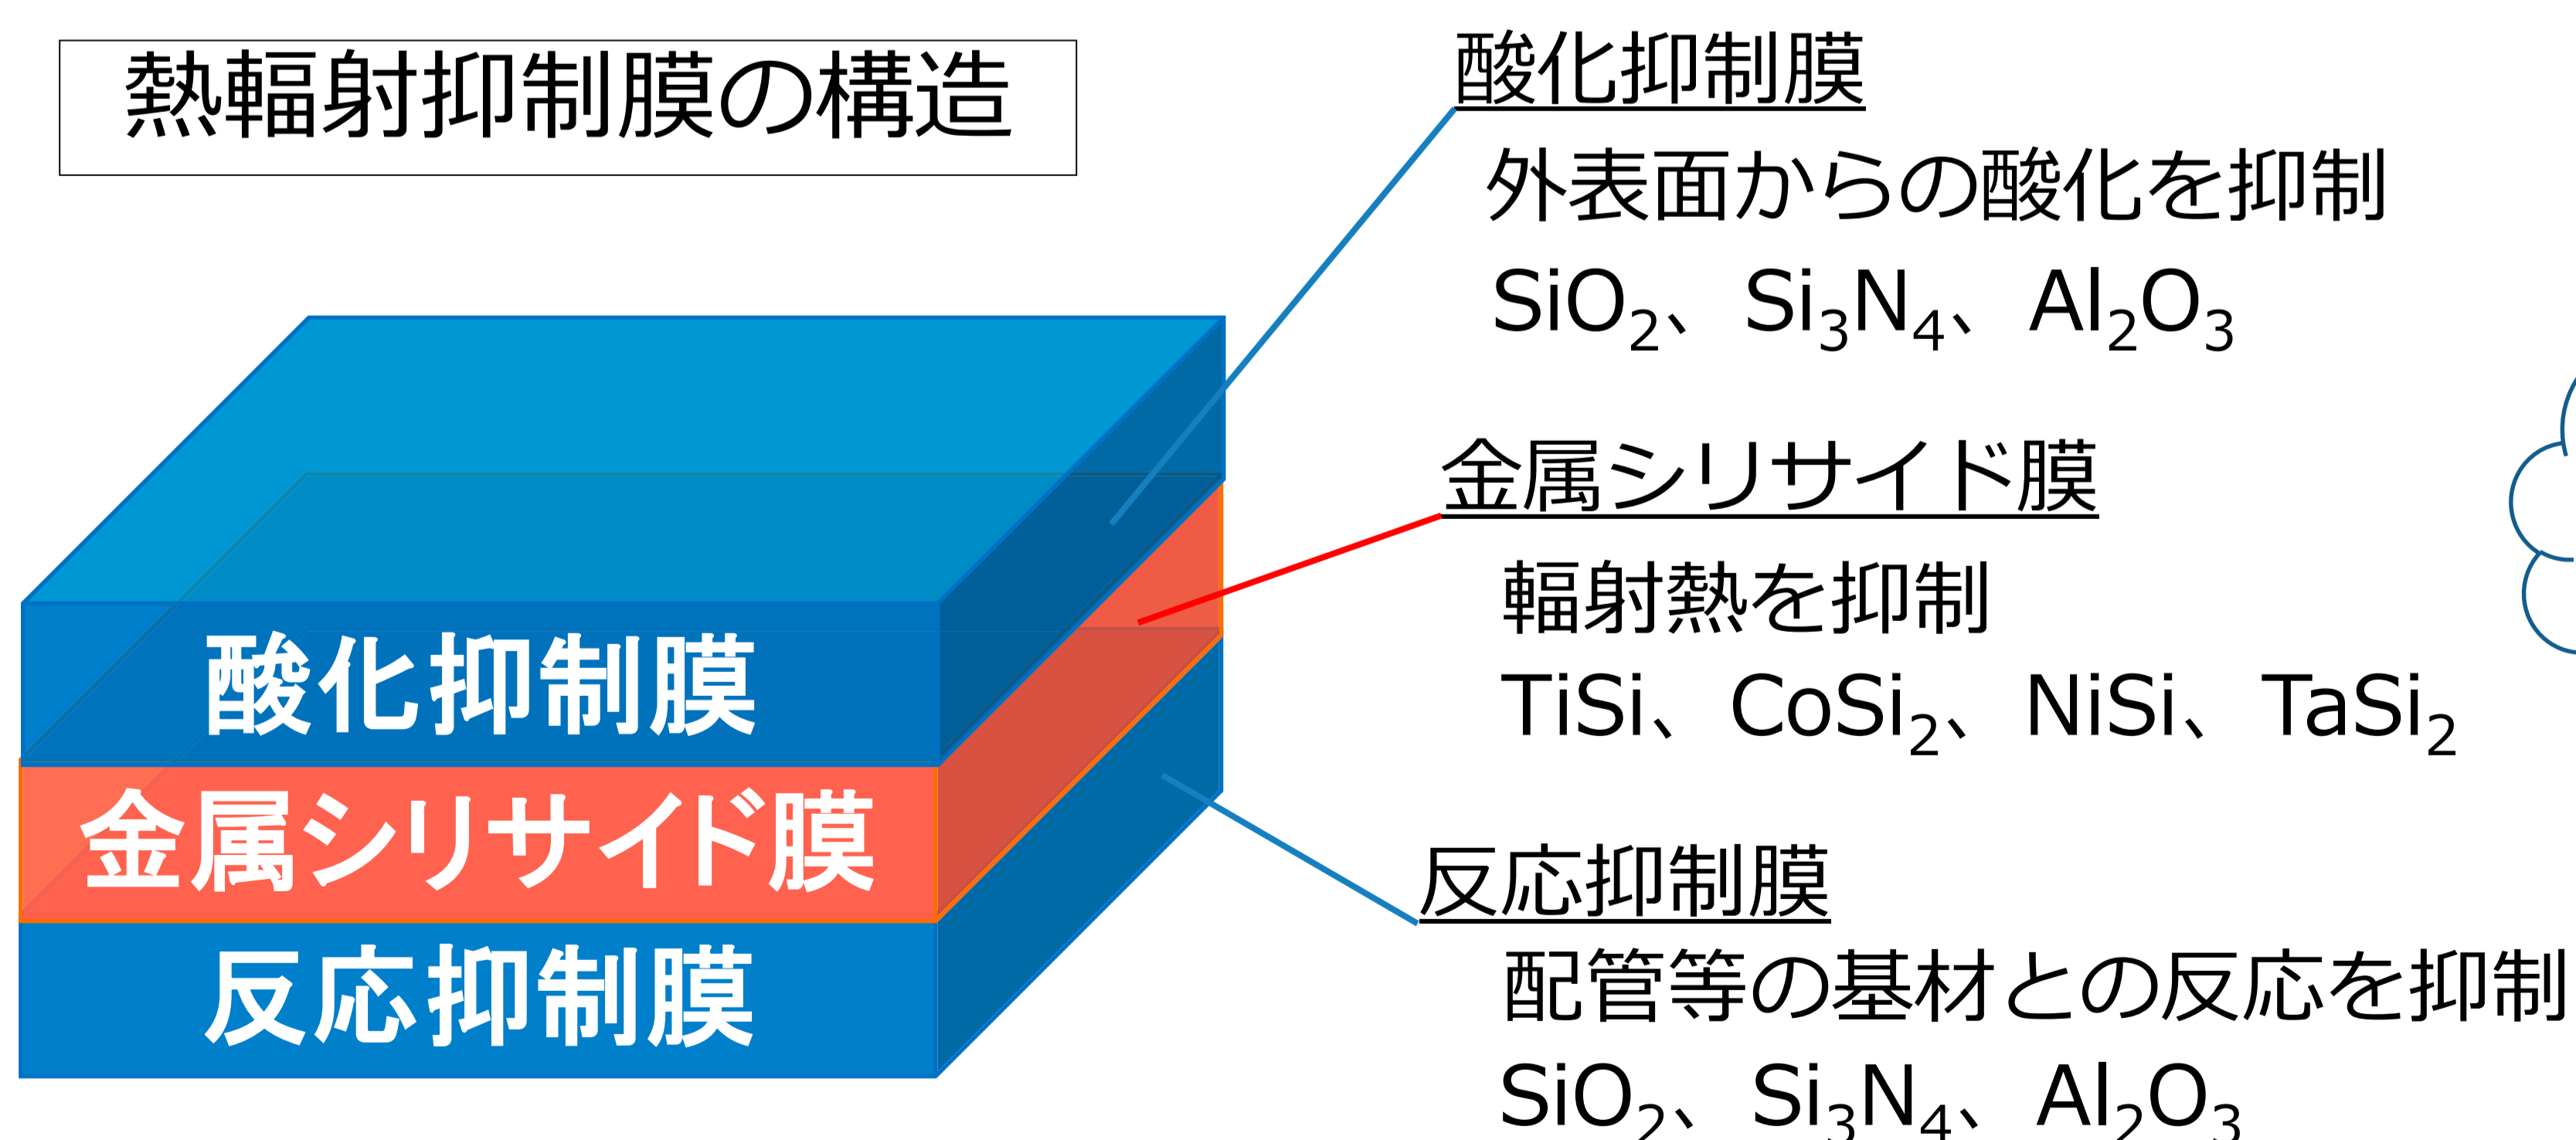 熱輻射抑制膜の構造
酸化抑制膜
外表面からの酸化を抑制
SiO₂、Si₃N₄、Al₂O₃
金属シリサイド膜
輻射熱を抑制
TiSi、CoSi₂、NiSi、TaSi₂
反応抑制膜
配管等の基材との反応を抑制
SiO₂、Si₃N₄、Al₂O₃
酸化抑制膜
金属シリサイド膜
反応抑制膜